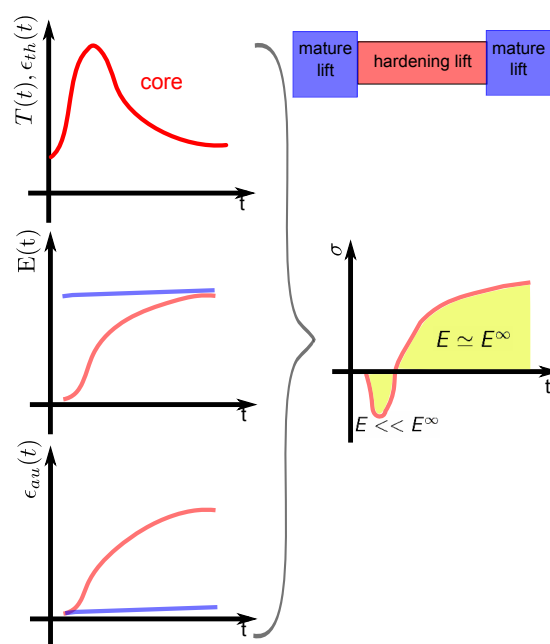 T(t), ϵ_th(t)
core
t
E(t)
t
ϵ_au(t)
t
mature lift
hardening lift
mature lift
σ
E ≃ E^∞
t
E << E^∞